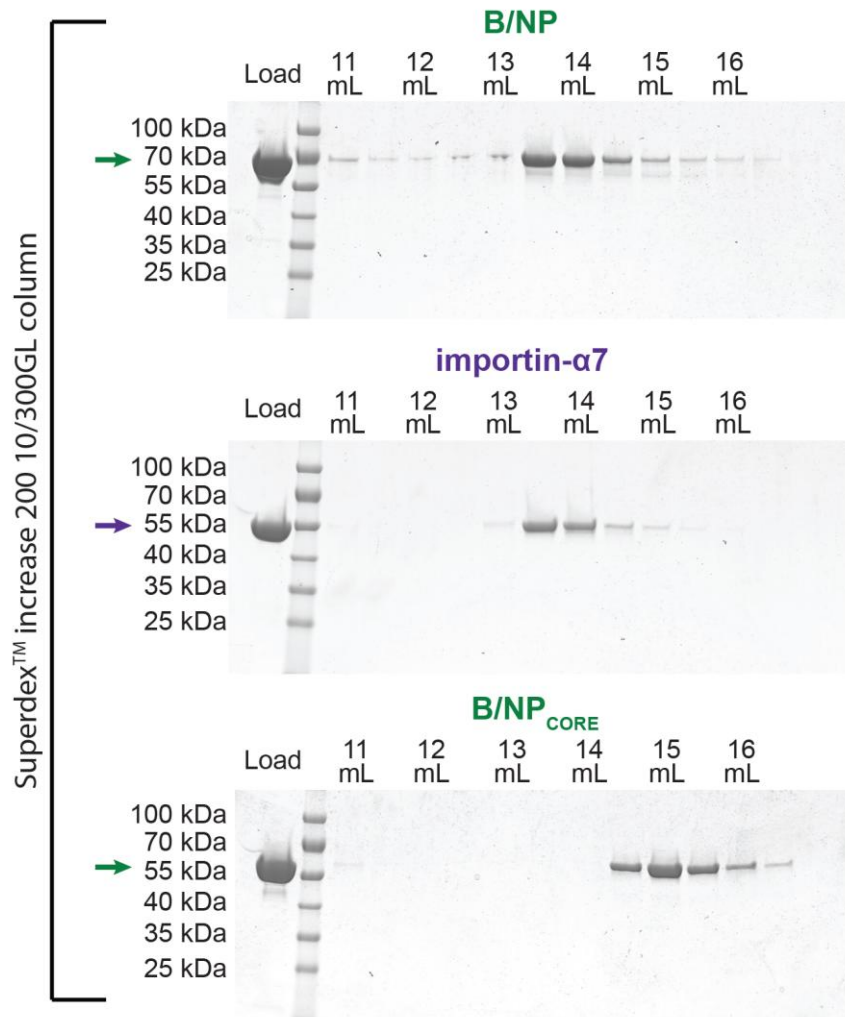 Superdex™ increase 200 10/300GL column
B/NP
Load
11 mL 12 mL 13 mL 14 mL 15 mL 16 mL
100 kDa
70 kDa
55 kDa
40 kDa
35 kDa
25 kDa
importin-α7
Load
11 mL 12 mL 13 mL 14 mL 15 mL 16 mL
100 kDa
70 kDa
55 kDa
40 kDa
35 kDa
25 kDa
B/NP CORE
Load
11 mL 12 mL 13 mL 14 mL 15 mL 16 mL
100 kDa
70 kDa
55 kDa
40 kDa
35 kDa
25 kDa